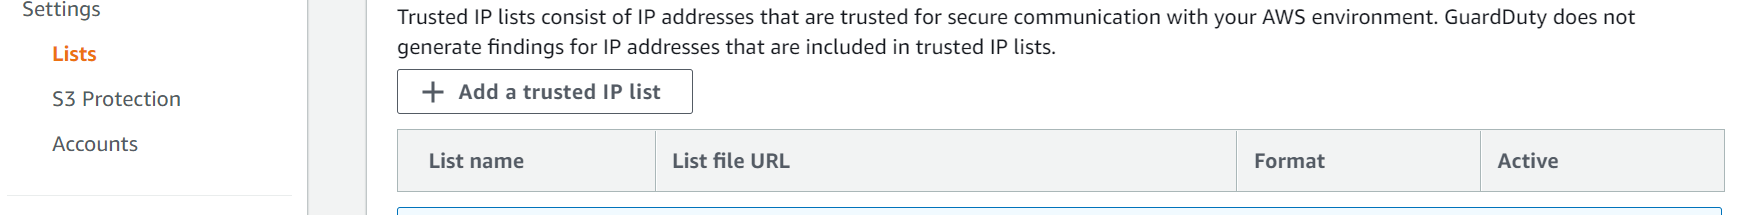 Settings
Lists
S3 Protection
Accounts
Trusted IP lists consist of IP addresses that are trusted for secure communication with your AWS environment. GuardDuty does not
generate findings for IP addresses that are included in trusted IP lists.
+ Add a trusted IP list
List name List file URL Format Active